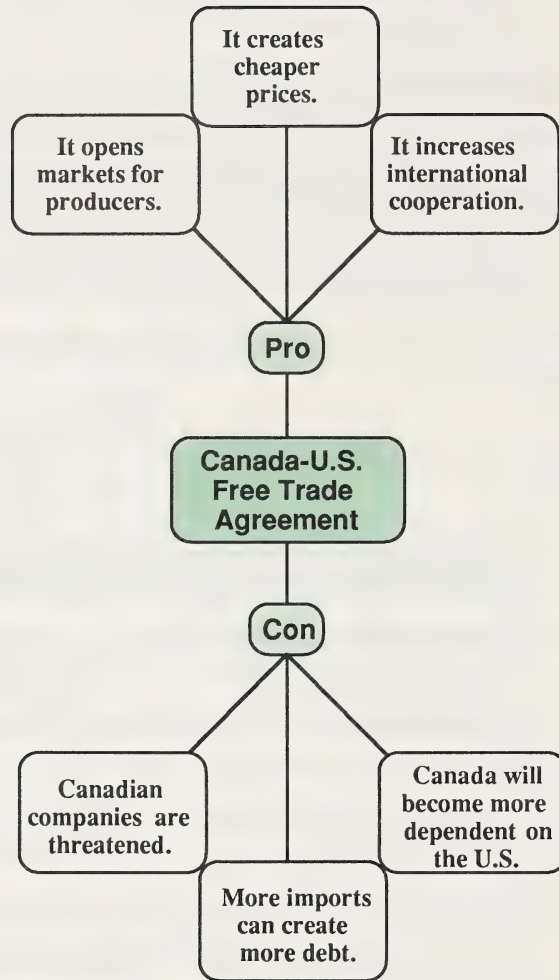 It creates
cheaper
prices.
It opens
markets for
producers.
It increases
international
cooperation.
Pro
Canada-U.S.
Free Trade
Agreement
Con
Canadian
companies are
threatened.
More imports
can create
more debt.
Canada will
become more
dependent on
the U.S.